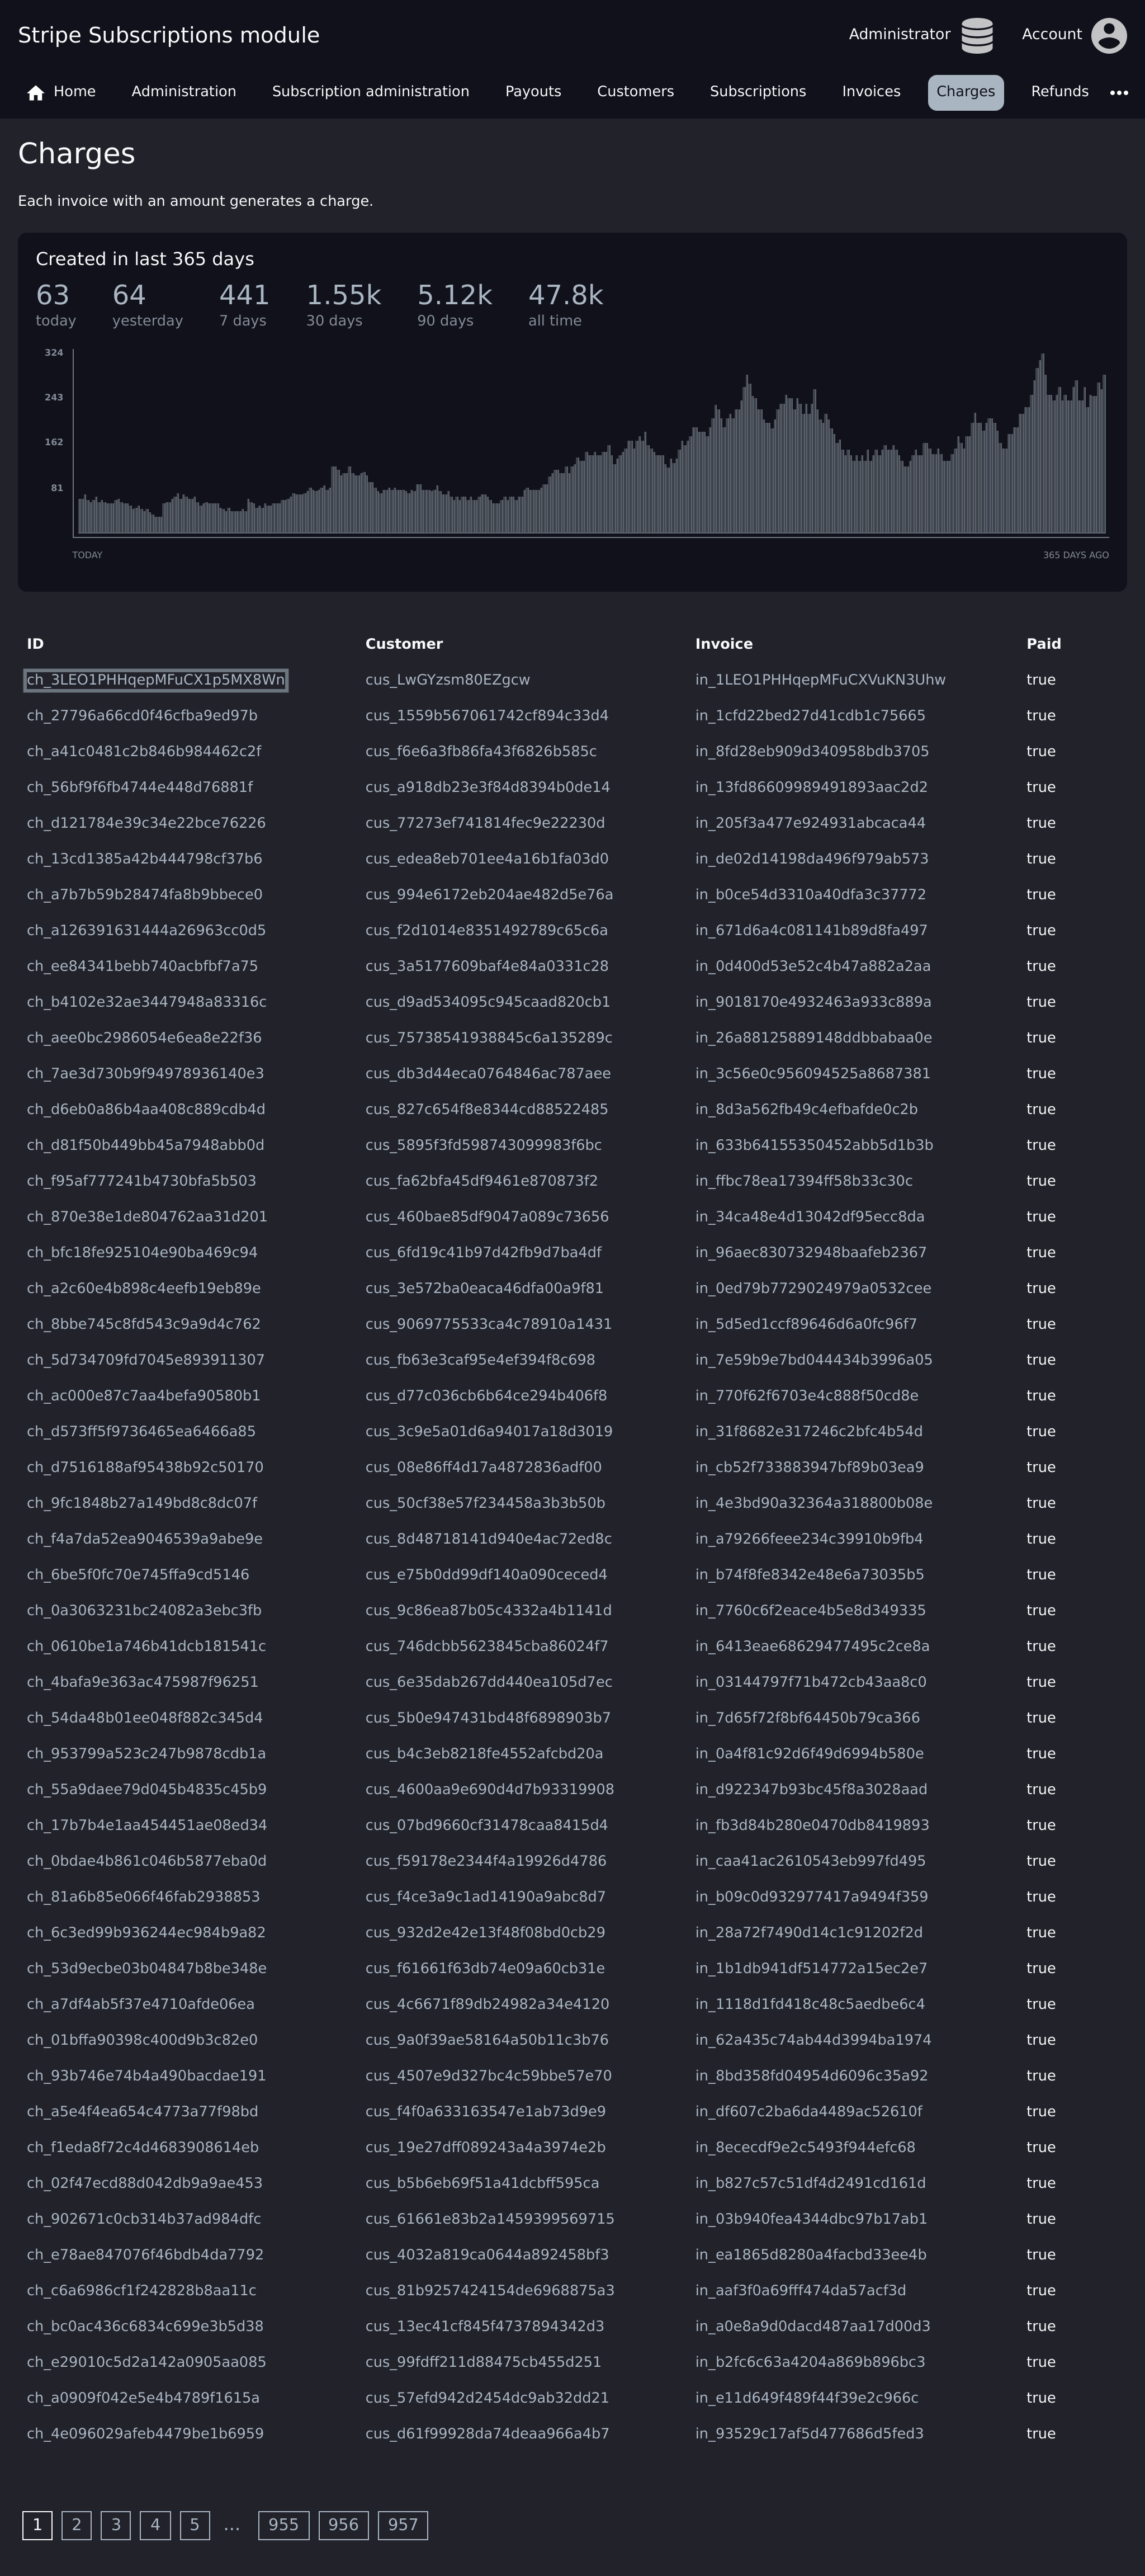 Stripe Subscriptions module
Administrator
Account
Home Administration Subscription administration Payouts Customers Subscriptions Invoices Charges Refunds •••
Charges
Each invoice with an amount generates a charge.
Created in last 365 days
63 64 441 1.55k 5.12k 47.8k
today yesterday 7 days 30 days 90 days all time
324
243
162
81
TODAY 365 DAYS AGO
ID Customer Invoice Paid
ch_3LEO1PHHqepMFuCX1p5MX8Wn cus_LwGYzsm80EZgcw in_1LEO1PHHqepMFuCXVuKN3Uhw true
ch_27796a66cd0f46cfba9ed97b cus_1559b567061742cf894c33d4 in_1cfd22bed27d41cdb1c75665 true
ch_a41c0481c2b846b984462c2f cus_f6e6a3fb86fa43f6826b585c in_8fd28eb909d340958bdb3705 true
ch_56bf9f6fb4744e448d76881f cus_a918db23e3f84d8394b0de14 in_13fd86609989491893aac2d2 true
ch_d121784e39c34e22bce76226 cus_77273ef741814fec9e22230d in_205f3a477e924931abcaca44 true
ch_13cd1385a42b444798cf37b6 cus_edea8eb701ee4a16b1fa03d0 in_de02d14198da496f979ab573 true
ch_a7b7b59b28474fa8b9bbece0 cus_994e6172eb204ae482d5e76a in_b0ce54d3310a40dfa3c37772 true
ch_a126391631444a26963cc0d5 cus_f2d1014e8351492789c65c6a in_671d6a4c081141b89d8fa497 true
ch_ee84341bebb740acbfbf7a75 cus_3a5177609baf4e84a0331c28 in_0d400d53e52c4b47a882a2aa true
ch_b4102e32ae3447948a83316c cus_d9ad534095c945caad820cb1 in_9018170e4932463a933c889a true
ch_aee0bc2986054e6ea8e22f36 cus_75738541938845c6a135289c in_26a88125889148ddbbabaa0e true
ch_7ae3d730b9f94978936140e3 cus_db3d44eca0764846ac787aee in_3c56e0c956094525a8687381 true
ch_d6eb0a86b4aa408c889cdb4d cus_827c654f8e8344cd88522485 in_8d3a562fb49c4efbafde0c2b true
ch_d81f50b449bb45a7948abb0d cus_5895f3fd598743099983f6bc in_633b64155350452abb5d1b3b true
ch_f95af777241b4730bfa5b503 cus_fa62bfa45df9461e870873f2 in_ffbc78ea17394ff58b33c30c true
ch_870e38e1de804762aa31d201 cus_460bae85df9047a089c73656 in_34ca48e4d13042df95ecc8da true
ch_bfc18fe925104e90ba469c94 cus_6fd19c41b97d42fb9d7ba4df in_96aec830732948baafeb2367 true
ch_a2c60e4b898c4eefb19eb89e cus_3e572ba0eaca46dfa00a9f81 in_0ed79b7729024979a0532cee true
ch_8bbe745c8fd543c9a9d4c762 cus_9069775533ca4c78910a1431 in_5d5ed1ccf89646d6a0fc96f7 true
ch_5d734709fd7045e893911307 cus_fb63e3caf95e4ef394f8c698 in_7e59b9e7bd044434b3996a05 true
ch_ac000e87c7aa4befa90580b1 cus_d77c036cb6b64ce294b406f8 in_770f62f6703e4c888f50cd8e true
ch_d573ff5f9736465ea6466a85 cus_3c9e5a01d6a94017a18d3019 in_31f8682e317246c2bfc4b54d true
ch_d7516188af95438b92c50170 cus_08e86ff4d17a4872836adf00 in_cb52f733883947bf89b03ea9 true
ch_9fc1848b27a149bd8c8dc07f cus_50cf38e57f234458a3b3b50b in_4e3bd90a32364a318800b08e true
ch_f4a7da52ea9046539a9abe9e cus_8d48718141d940e4ac72ed8c in_a79266feee234c39910b9fb4 true
ch_6be5f0fc70e745ffa9cd5146 cus_e75b0dd99df140a090ceced4 in_b74f8fe8342e48e6a73035b5 true
ch_0a3063231bc24082a3ebc3fb cus_9c86ea87b05c4332a4b1141d in_7760c6f2eace4b5e8d349335 true
ch_0610be1a746b41dcb181541c cus_746dcbb5623845cba86024f7 in_6413eae68629477495c2ce8a true
ch_4bafa9e363ac475987f96251 cus_6e35dab267dd440ea105d7ec in_03144797f71b472cb43aa8c0 true
ch_54da48b01ee048f882c345d4 cus_5b0e947431bd48f6898903b7 in_7d65f72f8bf64450b79ca366 true
ch_953799a523c247b9878cdb1a cus_b4c3eb8218fe4552afcbd20a in_0a4f81c92d6f49d6994b580e true
ch_55a9daee79d045b4835c45b9 cus_4600aa9e690d4d7b93319908 in_d922347b93bc45f8a3028aad true
ch_17b7b4e1aa454451ae08ed34 cus_07bd9660cf31478caa8415d4 in_fb3d84b280e0470db8419893 true
ch_0bdae4b861c046b5877eba0d cus_f59178e2344f4a19926d4786 in_caa41ac2610543eb997fd495 true
ch_81a6b85e066f46fab2938853 cus_f4ce3a9c1ad14190a9abc8d7 in_b09c0d932977417a9494f359 true
ch_6c3ed99b936244ec984b9a82 cus_932d2e42e13f48f08bd0cb29 in_28a72f7490d14c1c91202f2d true
ch_53d9ecbe03b04847b8be348e cus_f61661f63db74e09a60cb31e in_1b1db941df514772a15ec2e7 true
ch_a7df4ab5f37e4710afde06ea cus_4c6671f89db24982a34e4120 in_1118d1fd418c48c5aedbe6c4 true
ch_01bffa90398c400d9b3c82e0 cus_9a0f39ae58164a50b11c3b76 in_62a435c74ab44d3994ba1974 true
ch_93b746e74b4a490bacdae191 cus_4507e9d327bc4c59bbe57e70 in_8bd358fd04954d6096c35a92 true
ch_a5e4f4ea654c4773a77f98bd cus_f4f0a633163547e1ab73d9e9 in_df607c2ba6da4489ac52610f true
ch_f1eda8f72c4d4683908614eb cus_19e27dff089243a4a3974e2b in_8ececdf9e2c5493f944efc68 true
ch_02f47ecd88d042db9a9ae453 cus_b5b6eb69f51a41dcbff595ca in_b827c57c51df4d2491cd161d true
ch_902671c0cb314b37ad984dfc cus_61661e83b2a1459399569715 in_03b940fea4344dbc97b17ab1 true
ch_e78ae847076f46bdb4da7792 cus_4032a819ca0644a892458bf3 in_ea1865d8280a4facbd33ee4b true
ch_c6a6986cf1f242828b8aa11c cus_81b9257424154de6968875a3 in_aaf3f0a69fff474da57acf3d true
ch_bc0ac436c6834c699e3b5d38 cus_13ec41cf845f4737894342d3 in_a0e8a9d0dacd487aa17d00d3 true
ch_e29010c5d2a142a0905aa085 cus_99fdff211d88475cb455d251 in_b2fc6c63a4204a869b896bc3 true
ch_a0909f042e5e4b4789f1615a cus_57efd942d2454dc9ab32dd21 in_e11d649f489f44f39e2c966c true
ch_4e096029afeb4479be1b6959 cus_d61f99928da74deaa966a4b7 in_93529c17af5d477686d5fed3 true
1 2 3 4 5 … 955 956 957